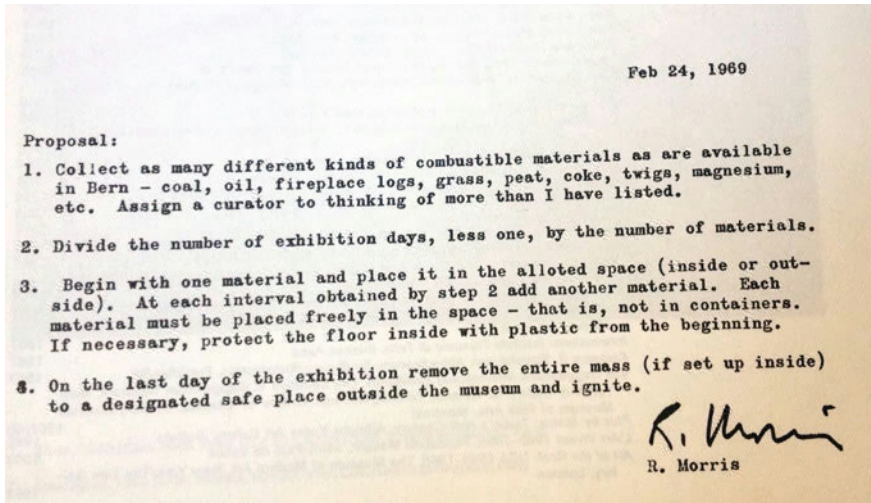 Feb 24, 1969
Proposal:
1. Collect as many different kinds of combustible materials as are available
in Bern - coal, oil, fireplace logs, grass, peat, coke, twigs, magnesium,
etc. Assign a curator to thinking of more than I have listed.
2. Divide the number of exhibition days, less one, by the number of materials.
3. Begin with one material and place it in the alloted space (inside or out-
side). At each interval obtained by step 2 add another material. Each
material must be placed freely in the space - that is, not in containers.
If necessary, protect the floor inside with plastic from the beginning.
4. On the last day of the exhibition remove the entire mass (if set up inside)
to a designated safe place outside the museum and ignite.
R. Morris
R. Morris